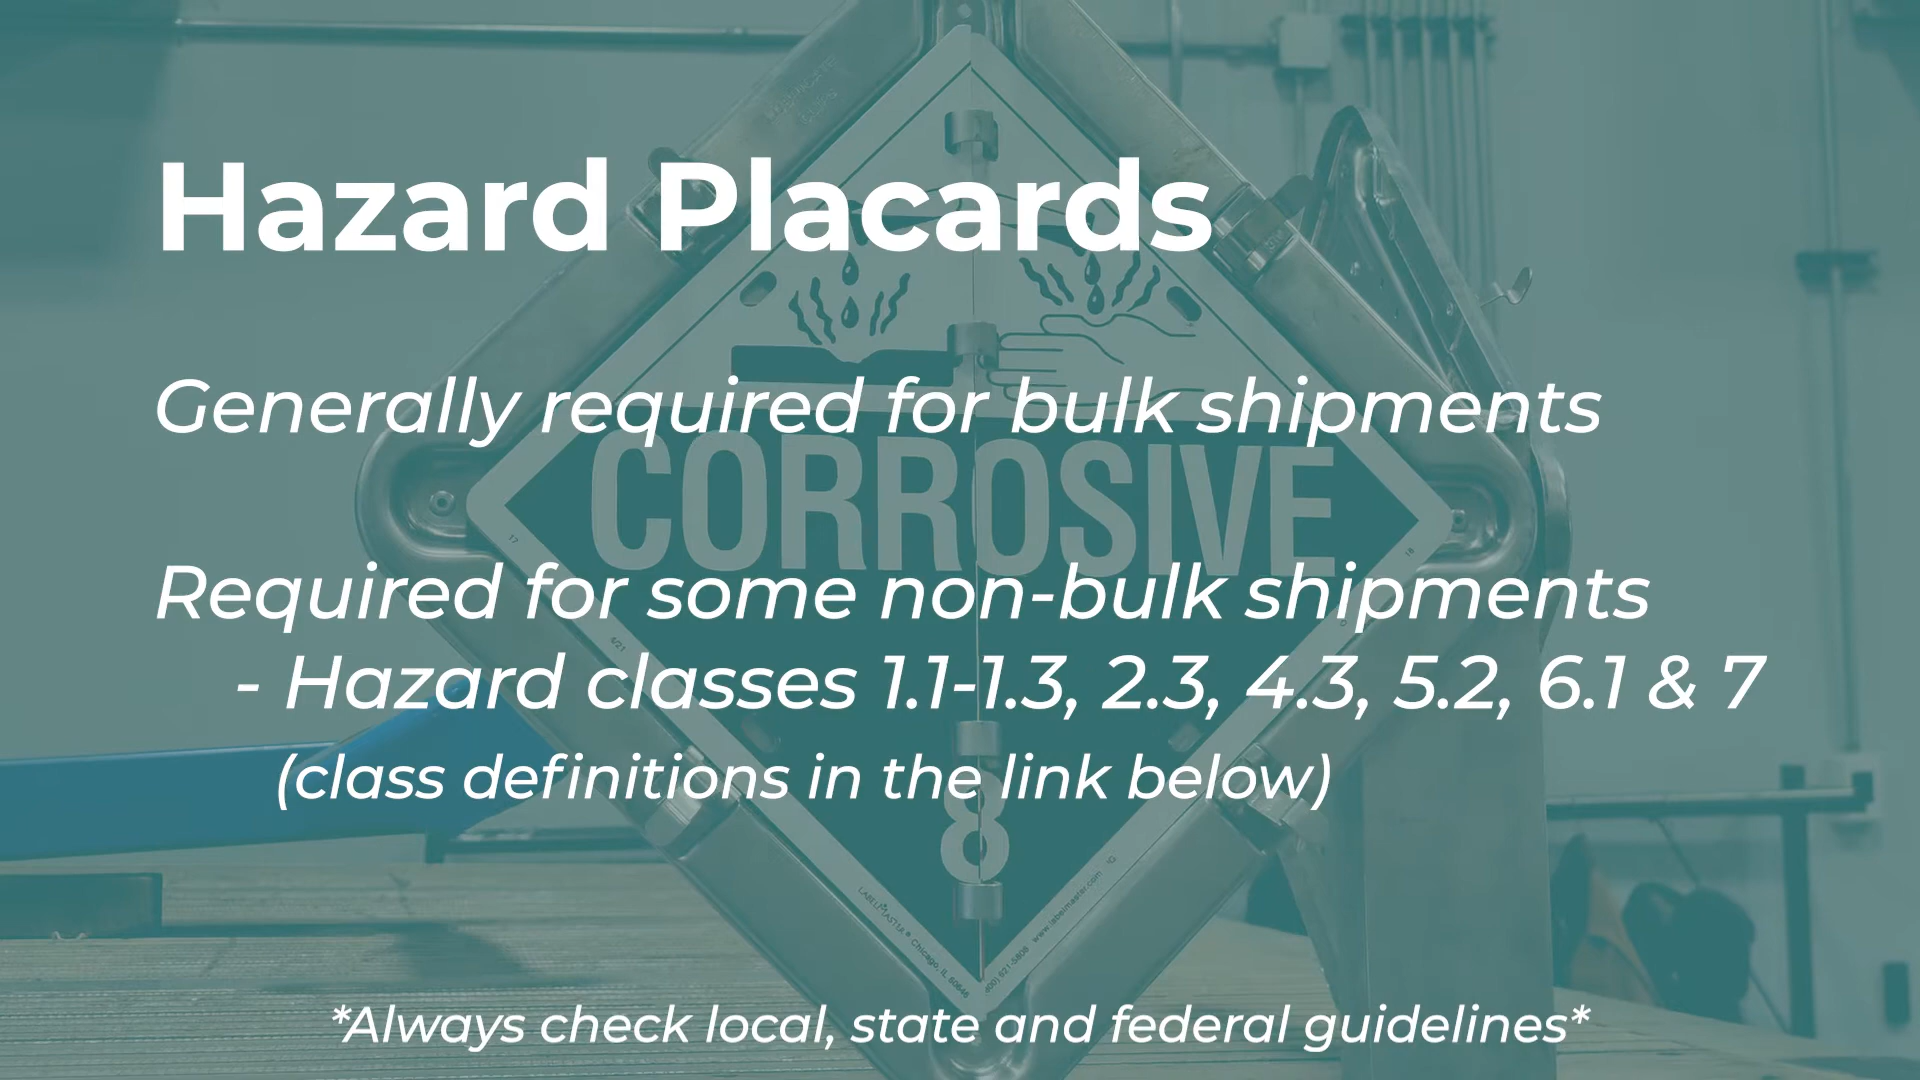 Hazard Placards
Generally required for bulk shipments
CORROSIVE
Required for some non-bulk shipments
- Hazard classes 1.1-1.3, 2.3, 4.3, 5.2, 6.1 & 7
(class definitions in the link below)
8
*Always check local, state and federal guidelines*